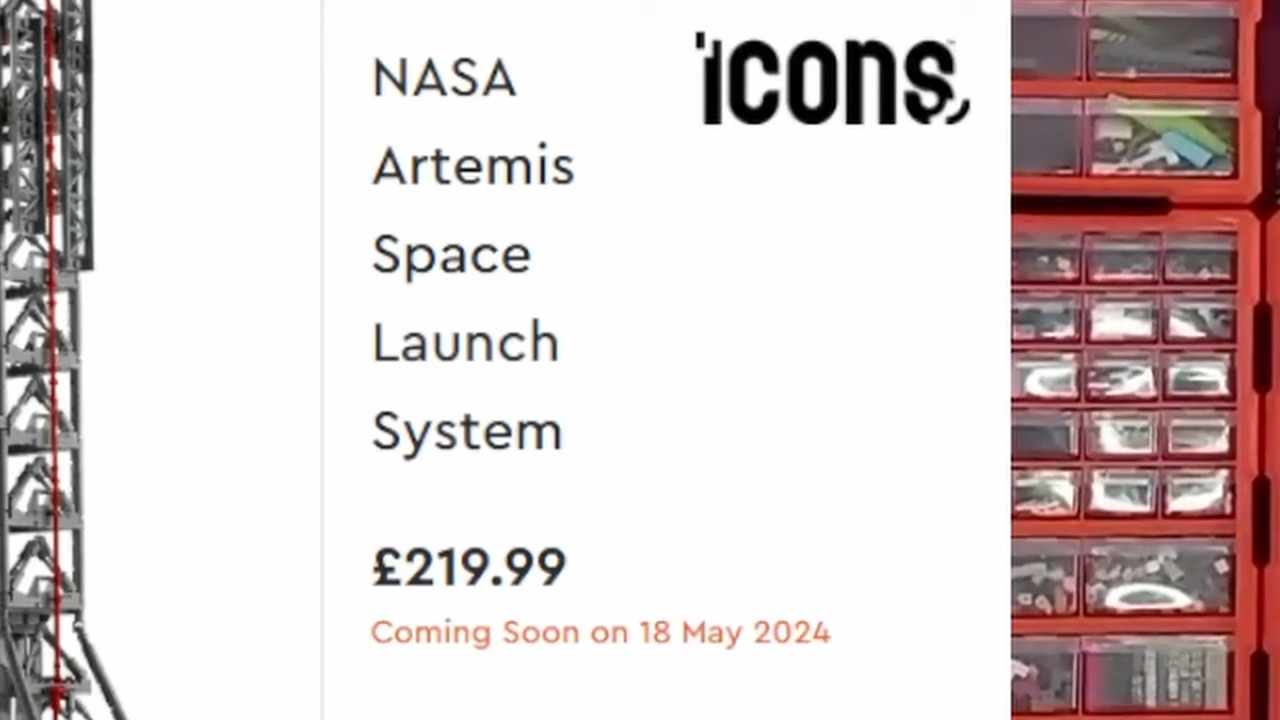 NASA
icons
Artemis
Space
Launch
System
£219.99
Coming Soon on 18 May 2024